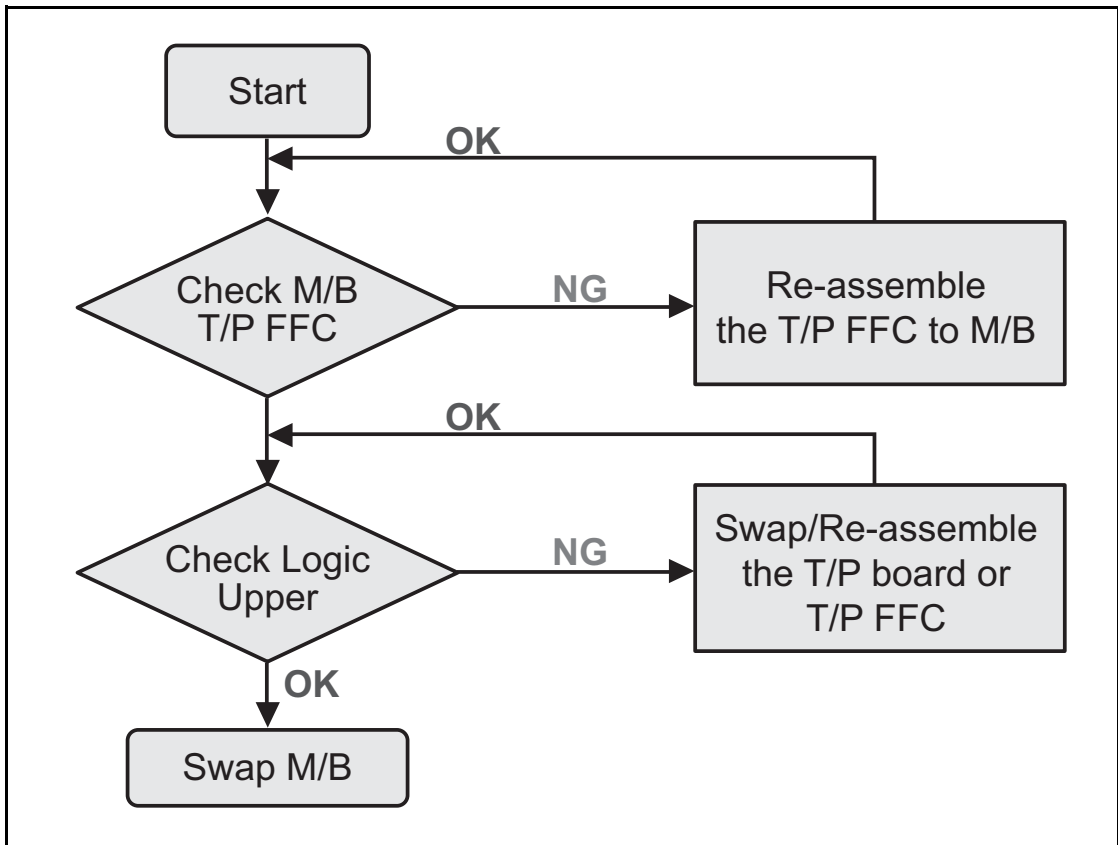 Start
OK
Check M/B
T/P FFC
NG
Re-assemble
the T/P FFC to M/B
OK
Check Logic
Upper
NG
Swap/Re-assemble
the T/P board or
T/P FFC
OK
Swap M/B